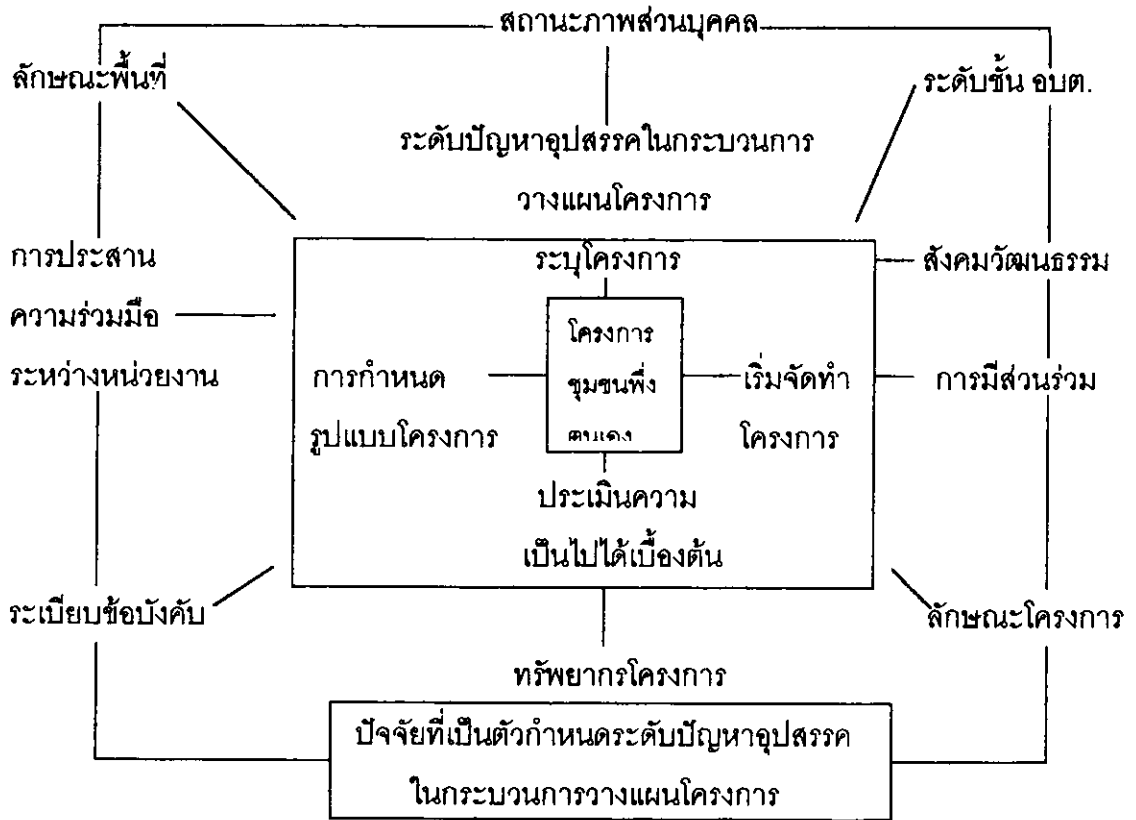 สถานะภาพส่วนบุคคล
ลักษณะพื้นที่
ระดับชั้น อบต.
ระดับปัญหาอุปสรรคในกระบวนการ
วางแผนโครงการ
การประสาน
ความร่วมมือ
ระหว่างหน่วยงาน
ระบุโครงการ
สังคมวัฒนธรรม
โครงการ
ชุมชนพึ่ง
ตนเอง
การกำหนด
รูปแบบโครงการ
เริ่มจัดทำ
โครงการ
การมีส่วนร่วม
ประเมินความ
เป็นไปได้เบื้องต้น
ระเบียบข้อบังคับ
ลักษณะโครงการ
ทรัพยากรโครงการ
ปัจจัยที่เป็นตัวกำหนดระดับปัญหาอุปสรรค
ในกระบวนการวางแผนโครงการ